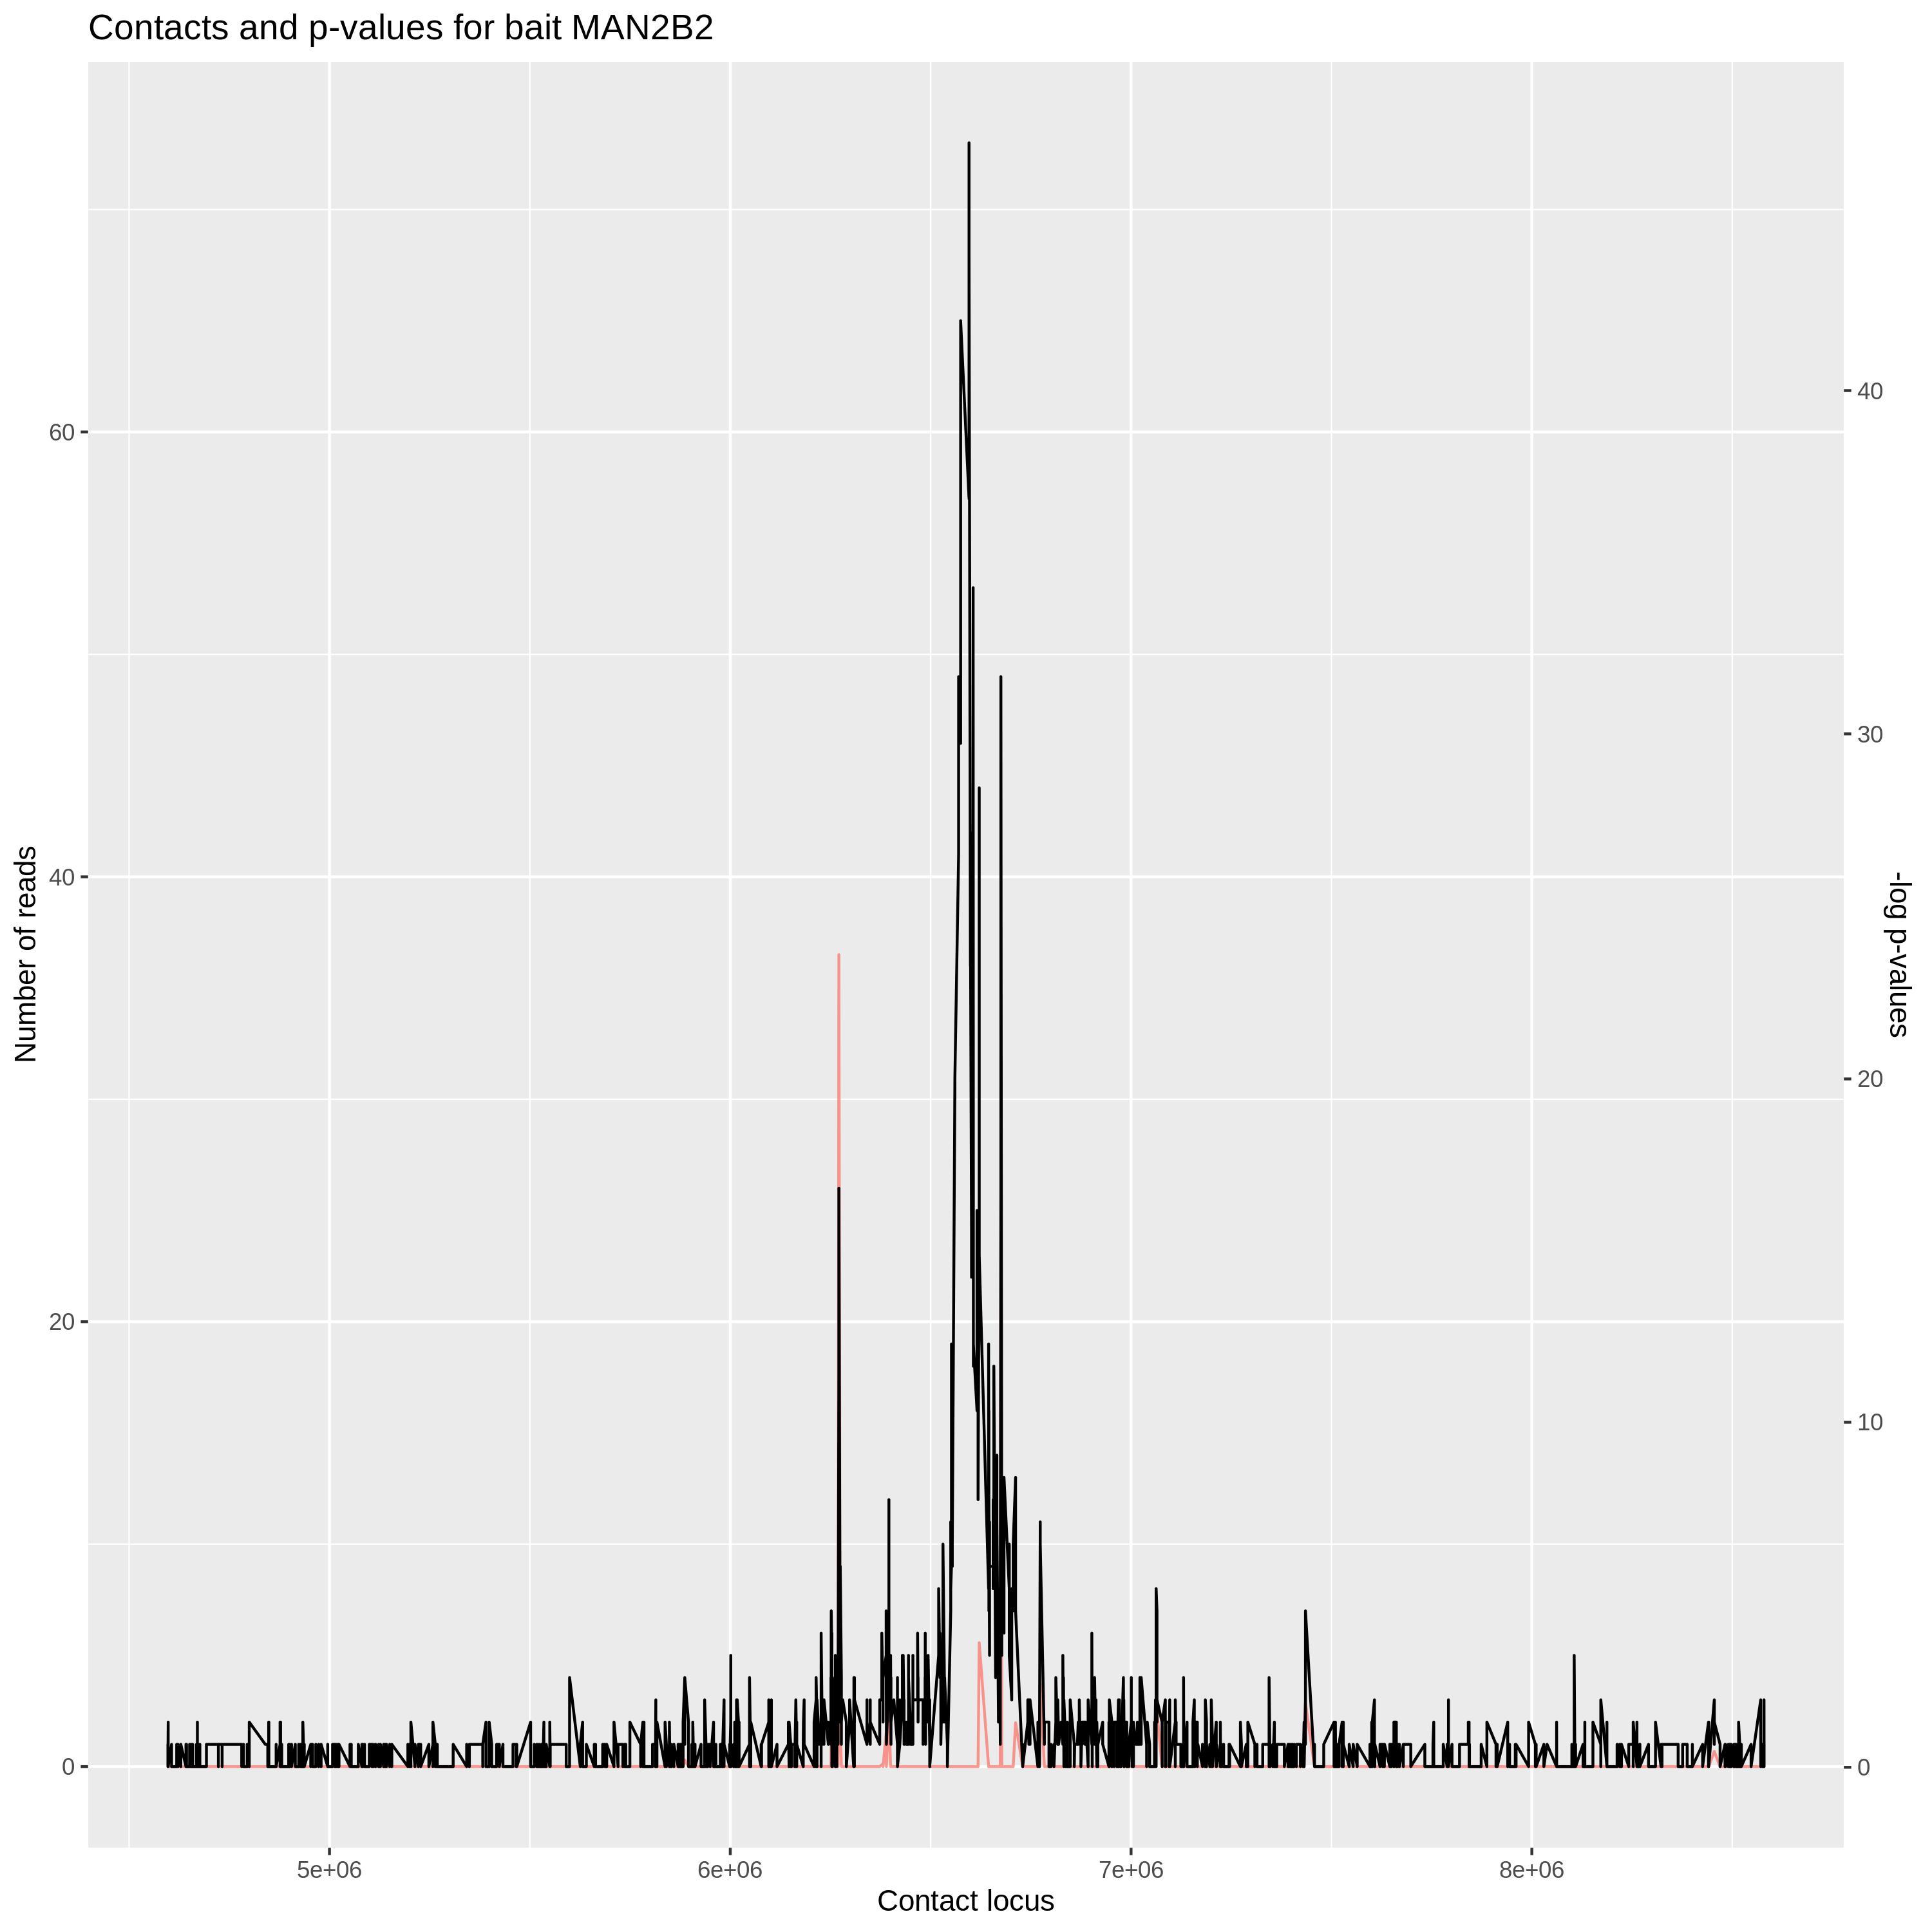 Contacts and p-values for bait MAN2B2
60
40
20
0
Number of reads
40
30
20
10
0
-log p-values
5e+06
6e+06
7e+06
8e+06
Contact locus